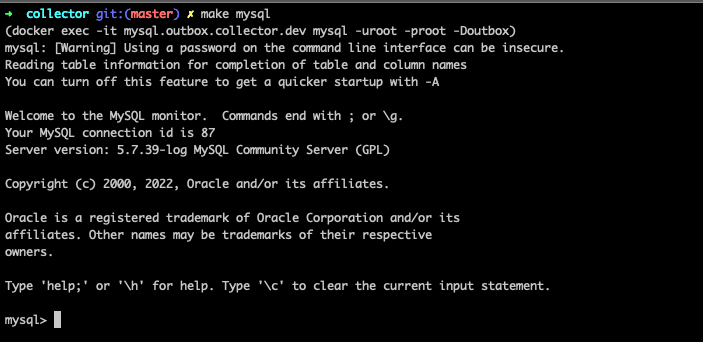 ➜  collector git:(master) ✗ make mysql
(docker exec -it mysql.outbox.collector.dev mysql -uroot -proot -Doutbox)
mysql: [Warning] Using a password on the command line interface can be insecure.
Reading table information for completion of table and column names
You can turn off this feature to get a quicker startup with -A

Welcome to the MySQL monitor.  Commands end with ; or \g.
Your MySQL connection id is 87
Server version: 5.7.39-log MySQL Community Server (GPL)

Copyright (c) 2000, 2022, Oracle and/or its affiliates.

Oracle is a registered trademark of Oracle Corporation and/or its
affiliates. Other names may be trademarks of their respective
owners.

Type 'help;' or '\h' for help. Type '\c' to clear the current input statement.

mysql>